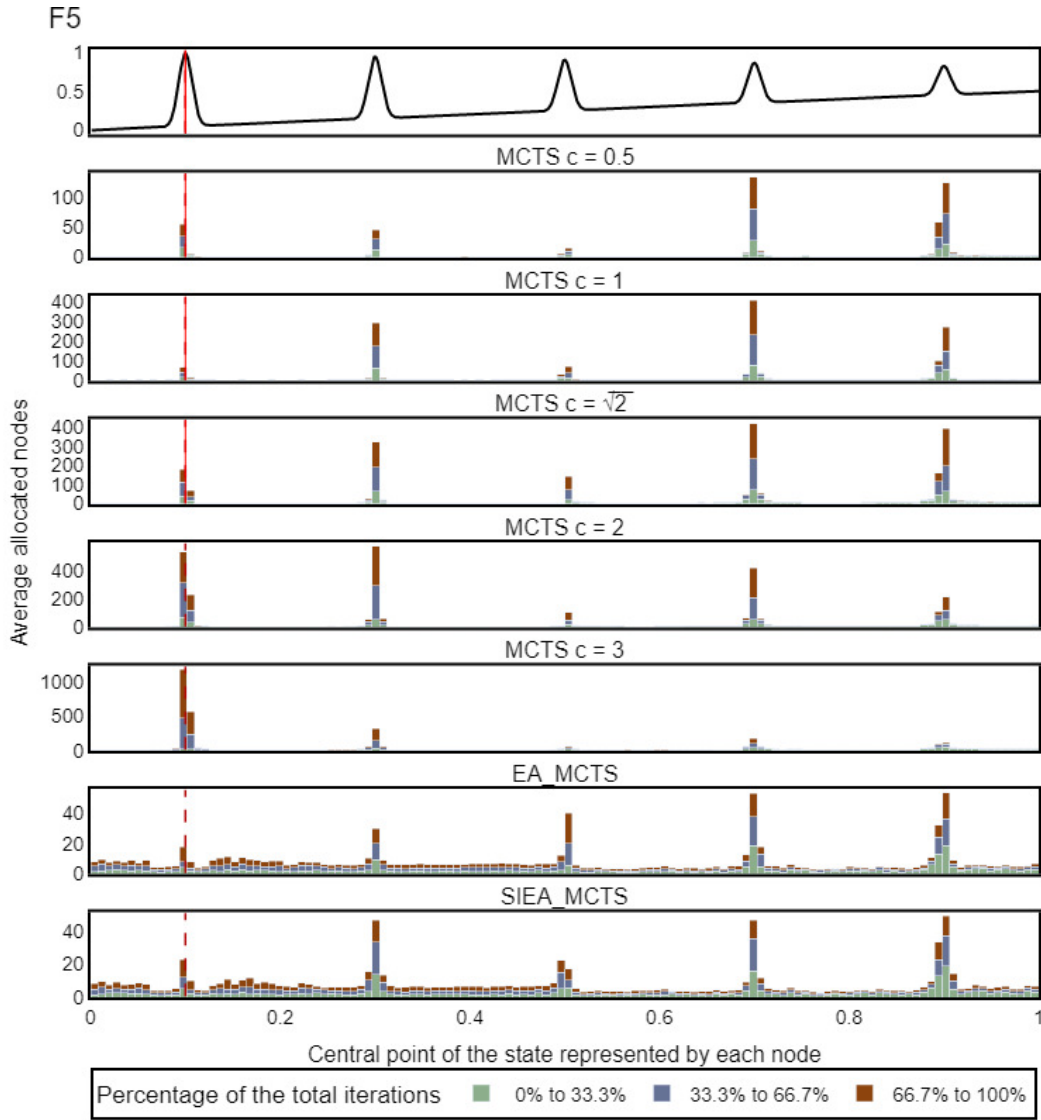 F5
1
0.5
0
MCTS c = 0.5
100
50
0
MCTS c = 1
400
300
200
100
0
MCTS c = √2
400
300
200
100
0
MCTS c = 2
400
200
0
MCTS c = 3
1000
500
0
EA_MCTS
40
20
0
SIEA_MCTS
40
20
0
0 0.2 0.4 0.6 0.8 1
Average allocated nodes
Central point of the state represented by each node
Percentage of the total iterations 0% to 33.3% 33.3% to 66.7% 66.7% to 100%